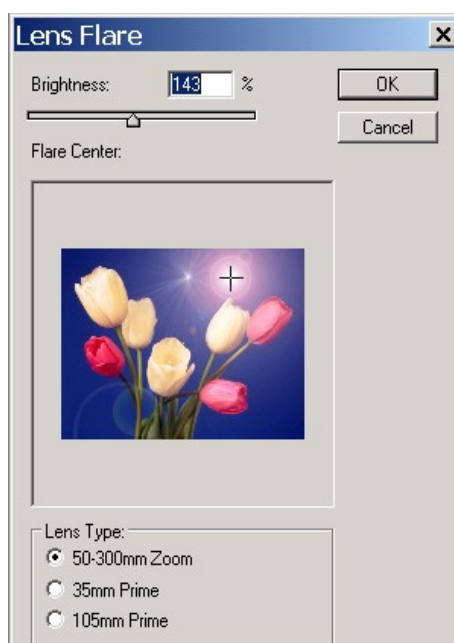 Lens Flare
Brightness: 143 % OK
Cancel
Flare Center:
Lens Type:
50-300mm Zoom
35mm Prime
105mm Prime